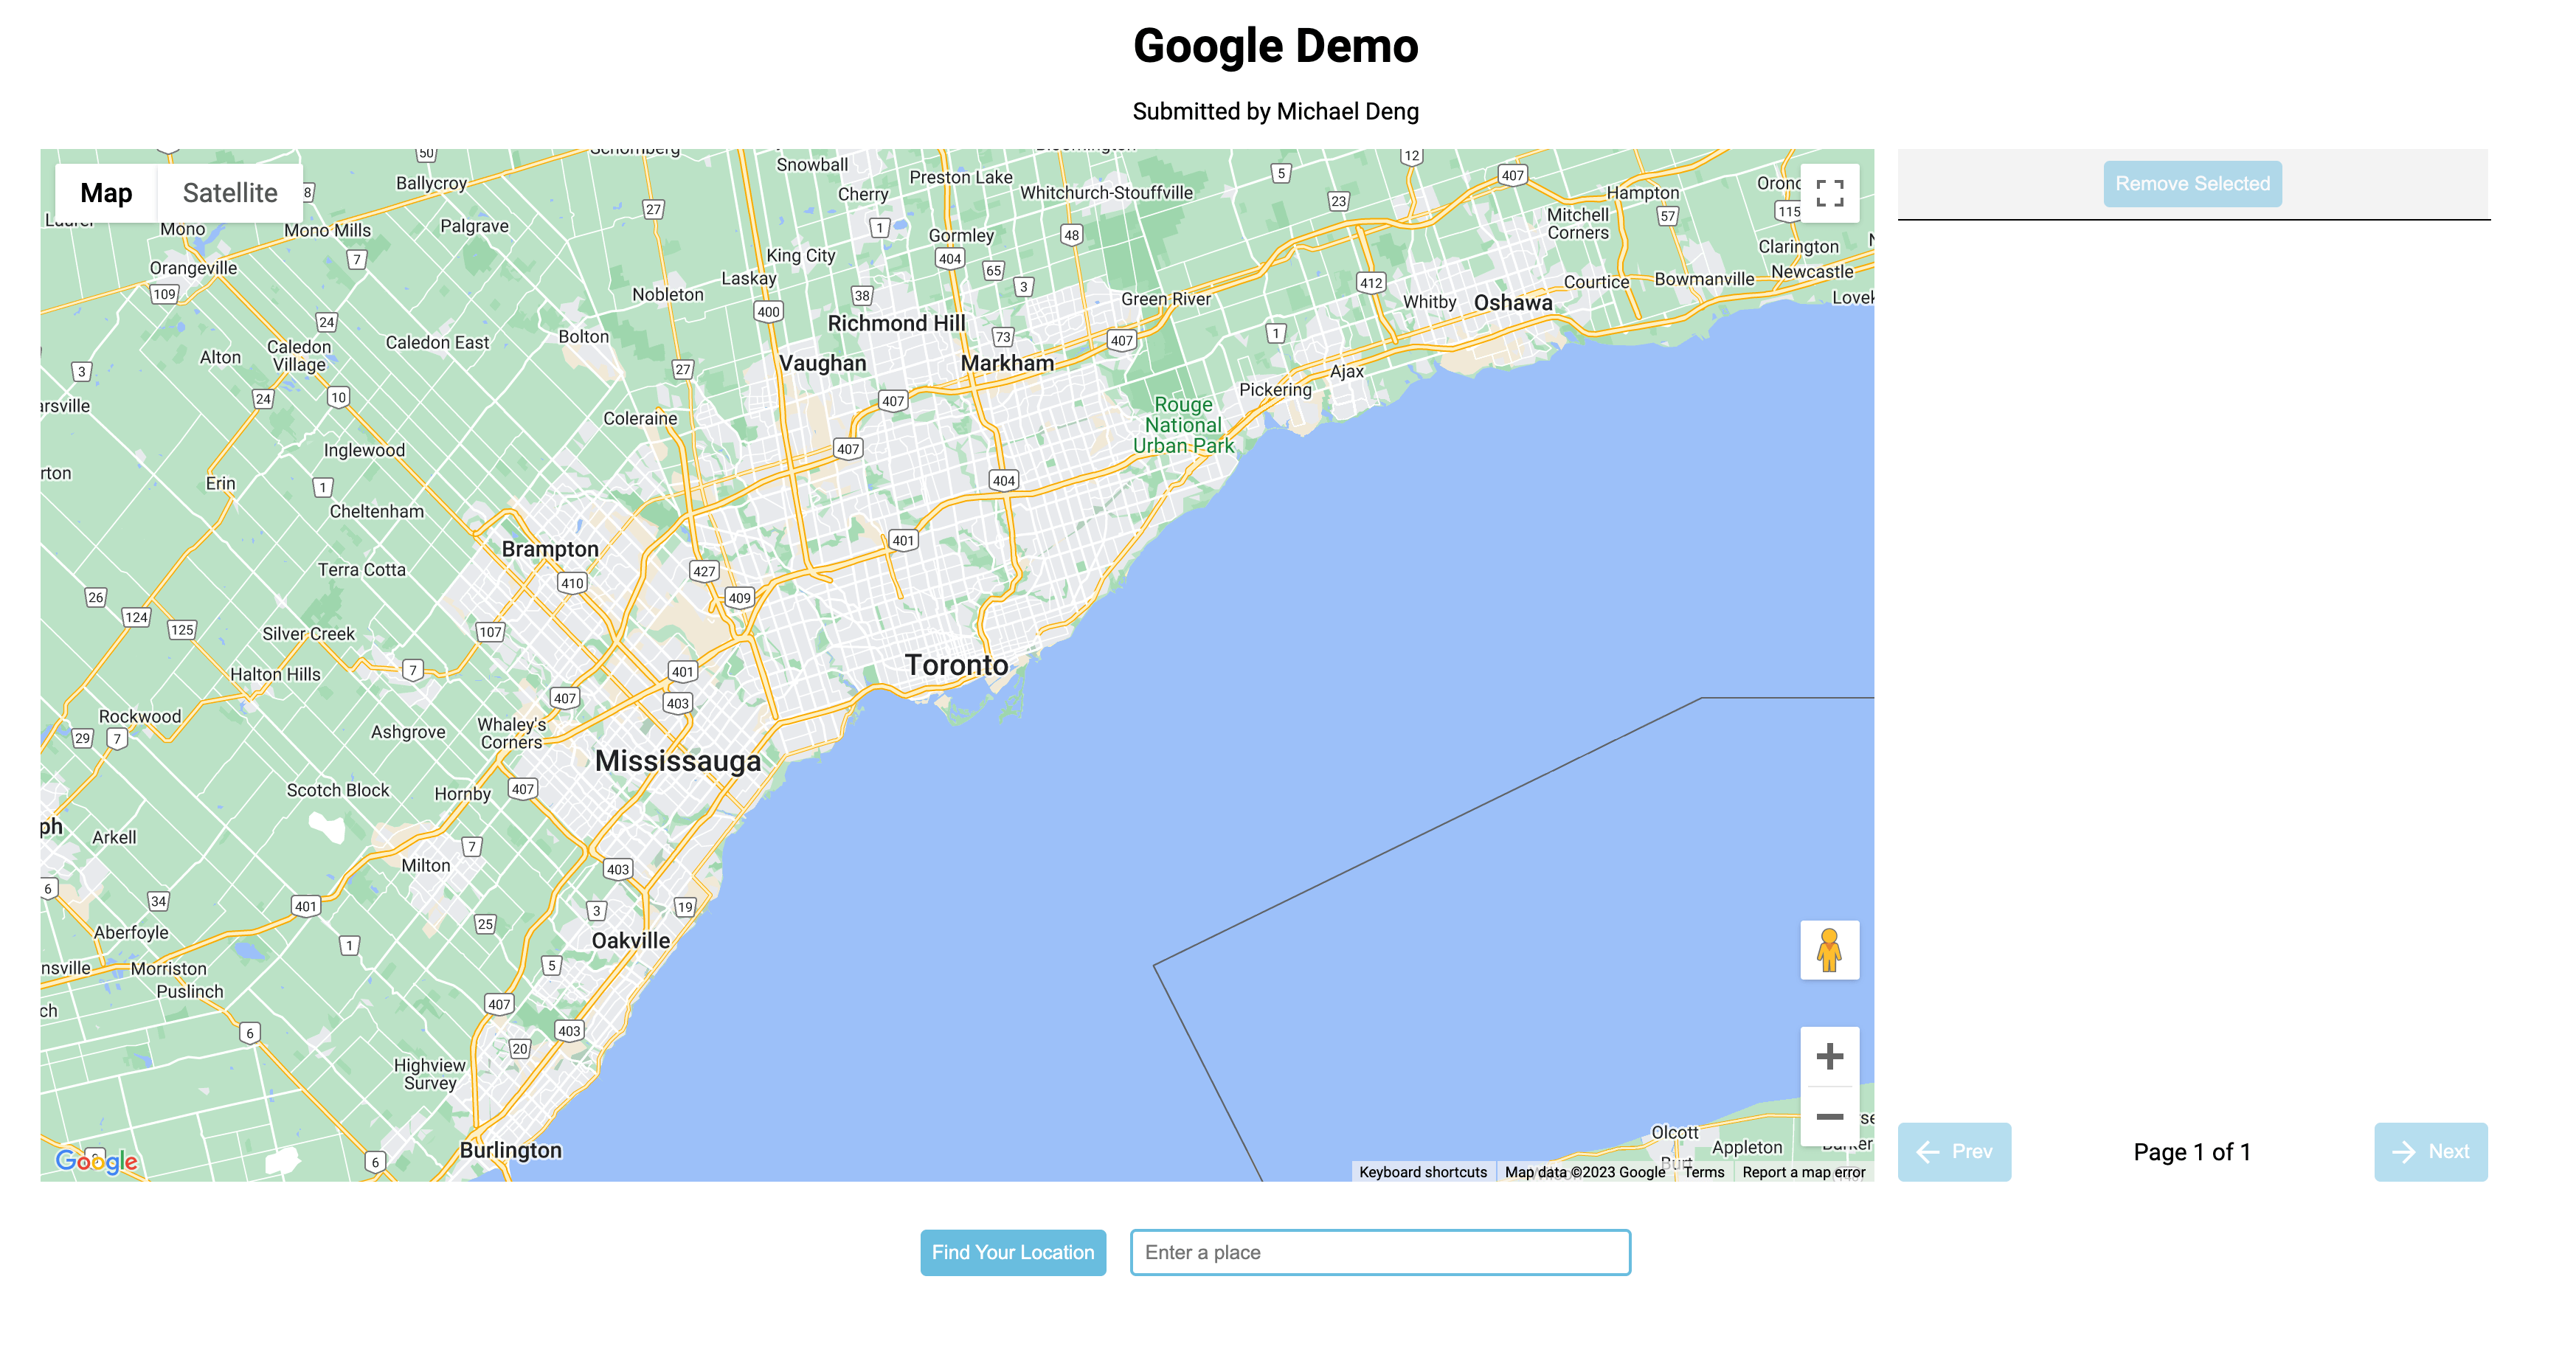 Google Demo
Submitted by Michael Deng
Map Satellite
Remove Selected
50
Snowball
Preston Lake
12
5
407
Ballycroy
Cherry
Whitchurch-Stouffville
Hampton
23
27
115
57
Mono
Mono Mills
Palgrave
1
Gormley
48
Mitchell
Corners
Clarington
King City
404
7
Orangeville
65
Laskay
3
412
Courtice
Bowmanville
Newcastle
109
Nobleton
38
Green River
Whitby
Oshawa
400
24
Richmond Hill
73
407
1
Bolton
Caledon East
Caledon
Village
Alton
Vaughan
Markham
3
27
Ajax
Pickering
24
10
407
Rouge
National
Urban Park
Coleraine
407
Inglewood
404
Erin
1
Cheltenham
401
Brampton
Terra Cotta
410
427
409
26
124
125
107
Silver Creek
Toronto
Halton Hills
7
401
407
403
Rockwood
Whaley's
Corners
Ashgrove
29
7
Mississauga
Scotch Block
Hornby
407
Arkell
7
Milton
403
6
34
401
3
19
25
Aberfoyle
1
Oakville
5
Morriston
Puslinch
407
6
403
20
Highview
Survey
Olcott
Appleton
Burlington
6
Google
Keyboard shortcuts
Map data ©2023 Google
Terms
Report a map error
Prev
Page 1 of 1
Next
Find Your Location
Enter a place